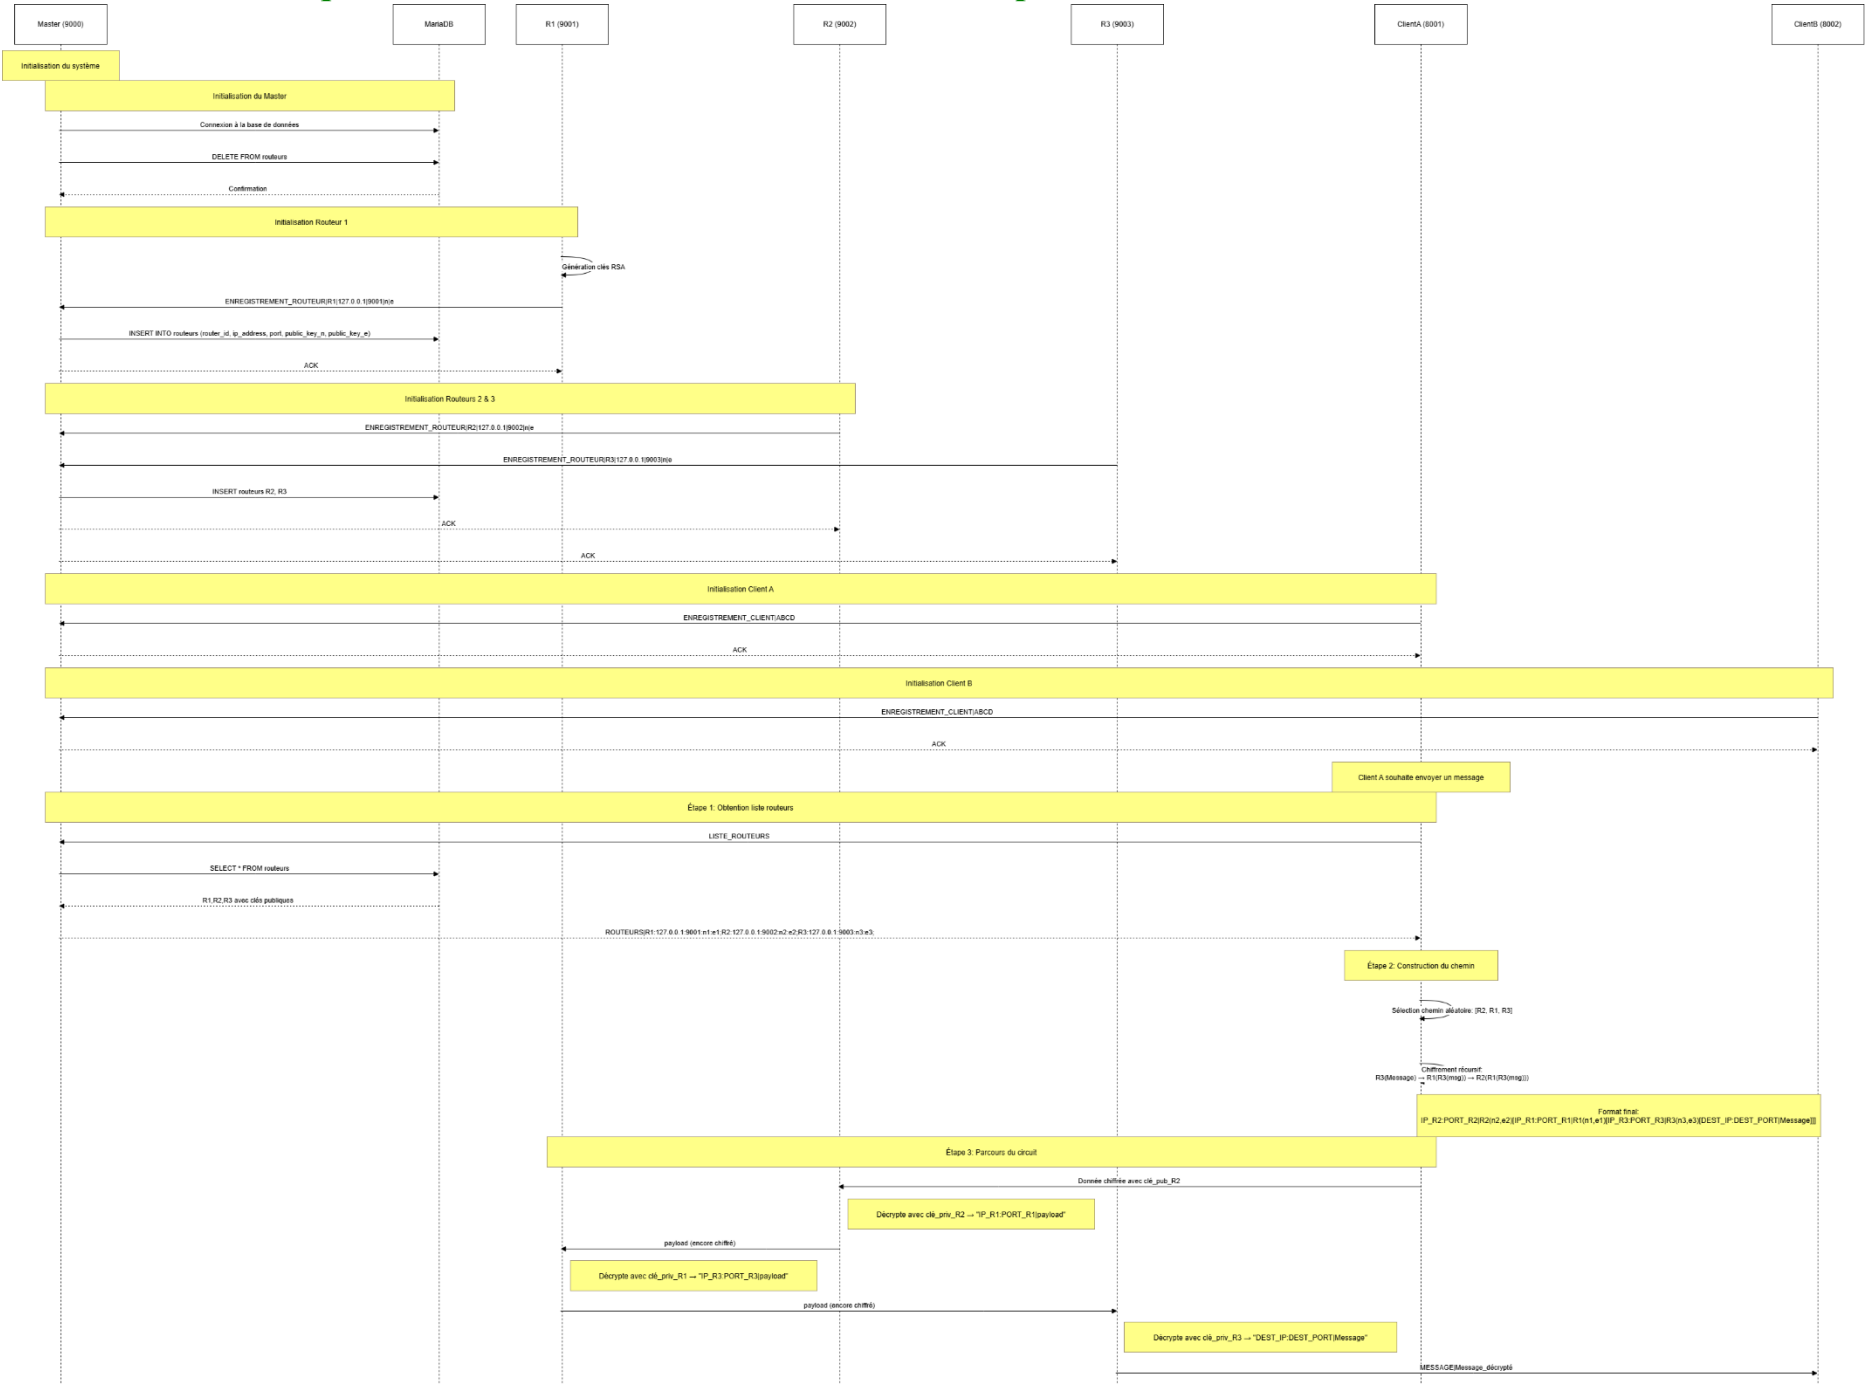 Master (9000)
MariaDB
R1 (9001)
R2 (9002)
R3 (9003)
ClientA (8001)
ClientB (8002)
Initialisation du système
Initialisation du Master
Connexion à la base de données
DELETE FROM routeurs
Confirmation
Initialisation Routeur 1
Génération clés RSA
ENREGISTREMENT_ROUTEUR|R1|127.0.0.1|9001|n|e
INSERT INTO routeurs (router_id, ip_address, port, public_key_n, public_key_e)
ACK
Initialisation Routeurs 2 & 3
ENREGISTREMENT_ROUTEUR|R2|127.0.0.1|9002|n|e
ENREGISTREMENT_ROUTEUR|R3|127.0.0.1|9003|n|e
INSERT routeurs R2, R3
ACK
ACK
Initialisation Client A
ENREGISTREMENT_CLIENT|ABCD
ACK
Initialisation Client B
ENREGISTREMENT_CLIENT|ABCD
ACK
Client A souhaite envoyer un message
Étape 1: Obtention liste routeurs
LISTE_ROUTEURS
SELECT * FROM routeurs
R1,R2,R3 avec clés publiques
ROUTEURS|R1:127.0.0.1:9001:n1:e1;R2:127.0.0.1:9002:n2:e2;R3:127.0.0.1:9003:n3:e3;
Étape 2: Construction du chemin
Sélection chemin aléatoire: [R2, R1, R3]
Chiffrement récursif:
R3(Message) → R1(R3(msg)) → R2(R1(R3(msg)))
Format final:
IP_R2:PORT_R2|R2(n2,e2)[IP_R1:PORT_R1|R1(n1,e1)[IP_R3:PORT_R3|R3(n3,e3)[DEST_IP:DEST_PORT|Message]]]
Étape 3: Parcours du circuit
Donnée chiffrée avec clé_pub_R2
Décrypte avec clé_priv_R2 → "IP_R1:PORT_R1|payload"
payload (encore chiffré)
Décrypte avec clé_priv_R1 → "IP_R3:PORT_R3|payload"
payload (encore chiffré)
Décrypte avec clé_priv_R3 → "DEST_IP:DEST_PORT|Message"
MESSAGE|Message_décrypté